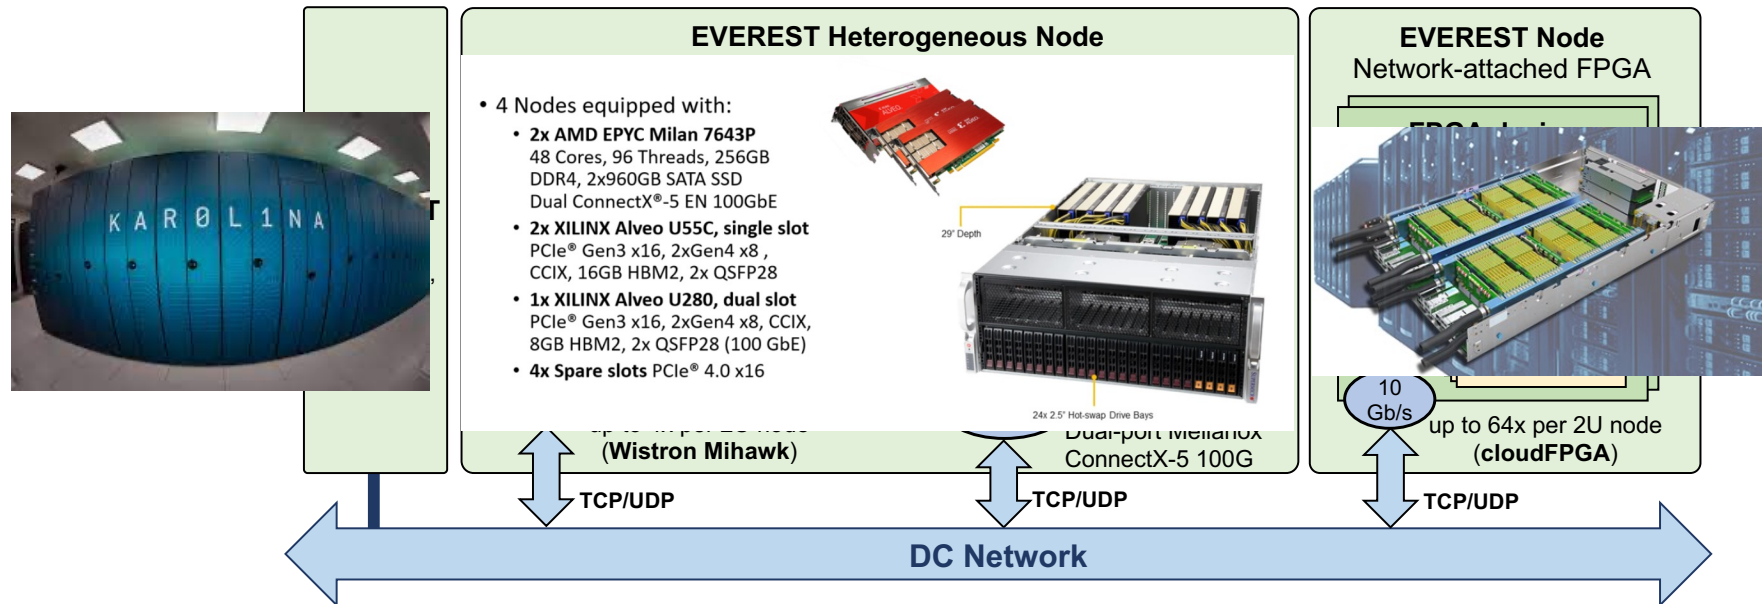 EVEREST Heterogeneous Node
• 4 Nodes equipped with:
• 2x AMD EPYC Milan 7643P
48 Cores, 96 Threads, 256GB
DDR4, 2x960GB SATA SSD
Dual ConnectX®-5 EN 100GbE
• 2x XILINX Alveo U55C, single slot
PCIe® Gen3 x16, 2xGen4 x8 ,
CCIX, 16GB HBM2, 2x QSFP28
• 1x XILINX Alveo U280, dual slot
PCIe® Gen3 x16, 2xGen4 x8, CCIX,
8GB HBM2, 2x QSFP28 (100 GbE)
• 4x Spare slots PCIe® 4.0 x16
29" Depth
24x 2.5" Hot-swap Drive Bays
(Wistron Mihawk)
Dual-port Mellanox
ConnectX-5 100G
EVEREST Node
Network-attached FPGA
10
Gb/s
up to 64x per 2U node
(cloudFPGA)
KAR0L1NA
TCP/UDP
TCP/UDP
TCP/UDP
DC Network